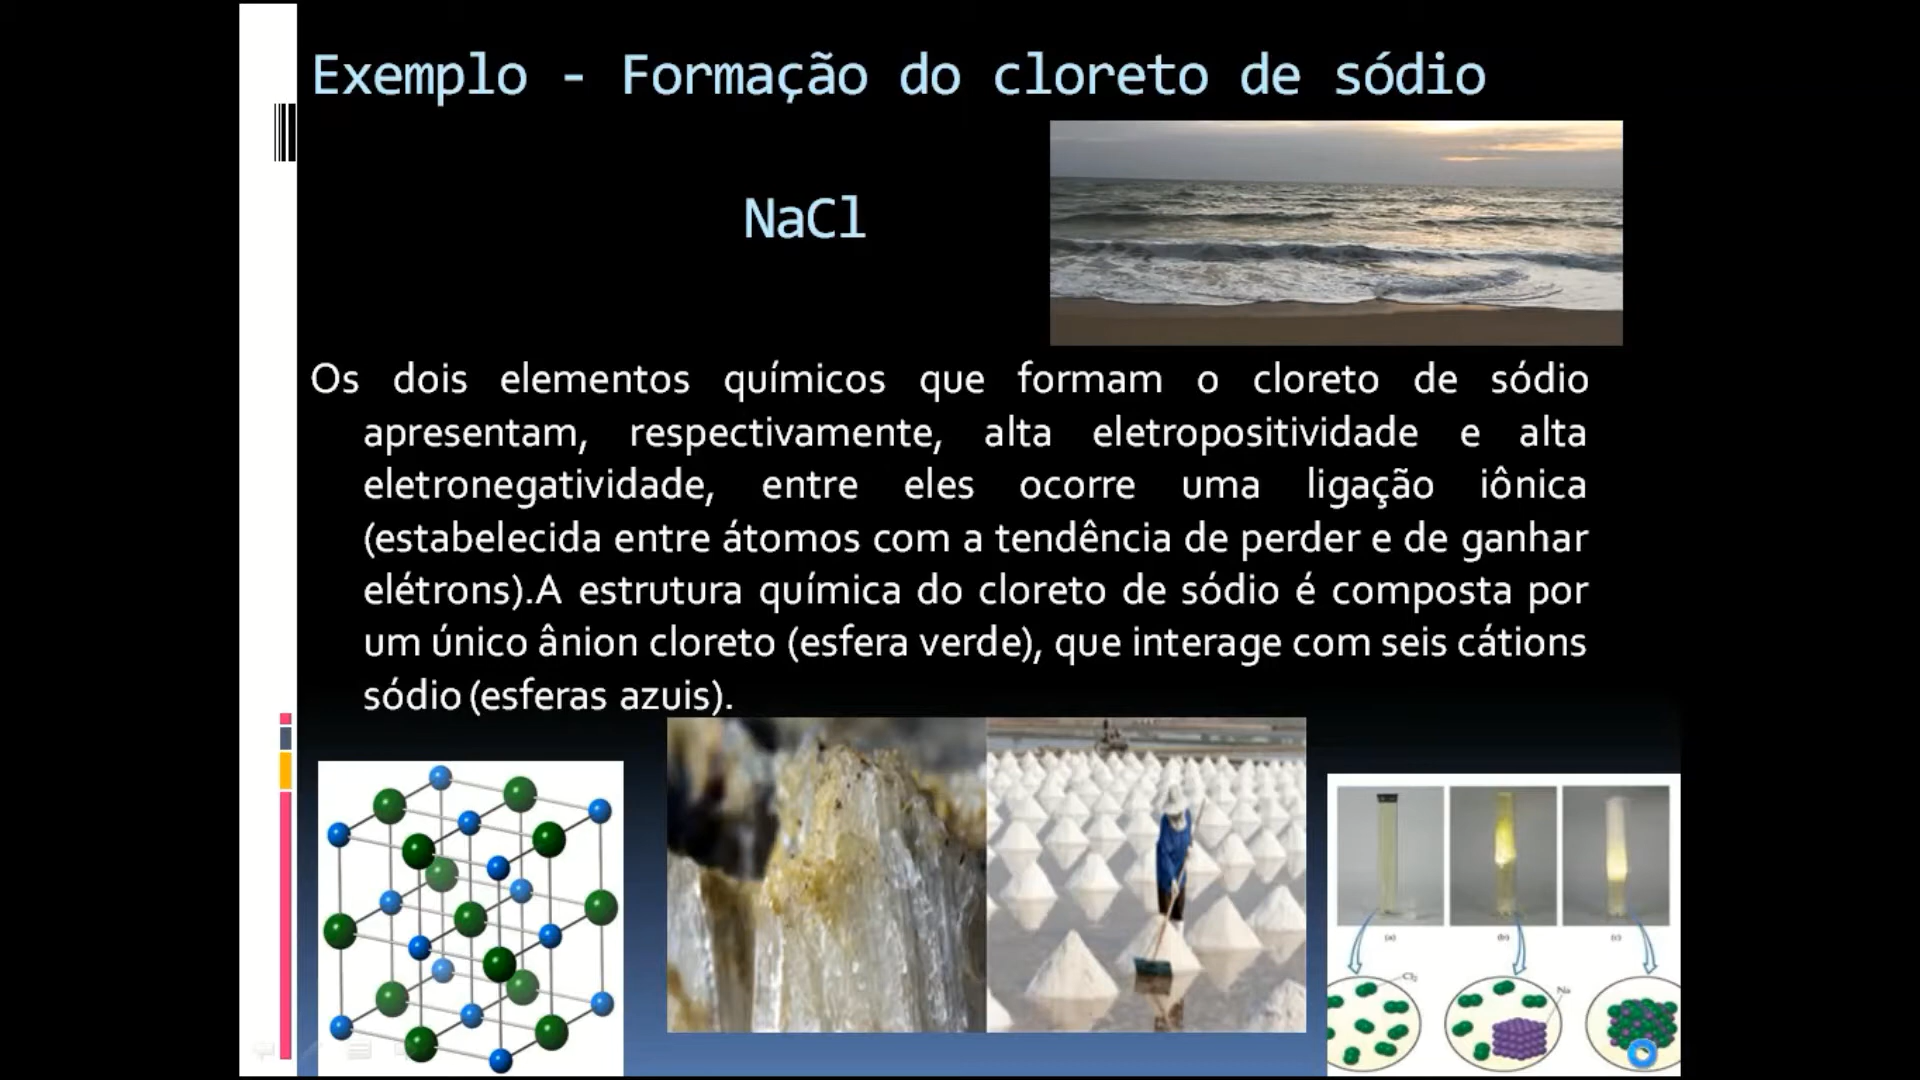 Exemplo - Formação do cloreto de sódio
NaCl
Os dois elementos químicos que formam o cloreto de sódio
apresentam, respectivamente, alta eletropositividade e alta
eletronegatividade, entre eles ocorre uma ligação iônica
(estabelecida entre átomos com a tendência de perder e de ganhar
elétrons).A estrutura química do cloreto de sódio é composta por
um único ânion cloreto (esfera verde), que interage com seis cátions
sódio (esferas azuis).
(a) (b) (c)
Cl₂
Na